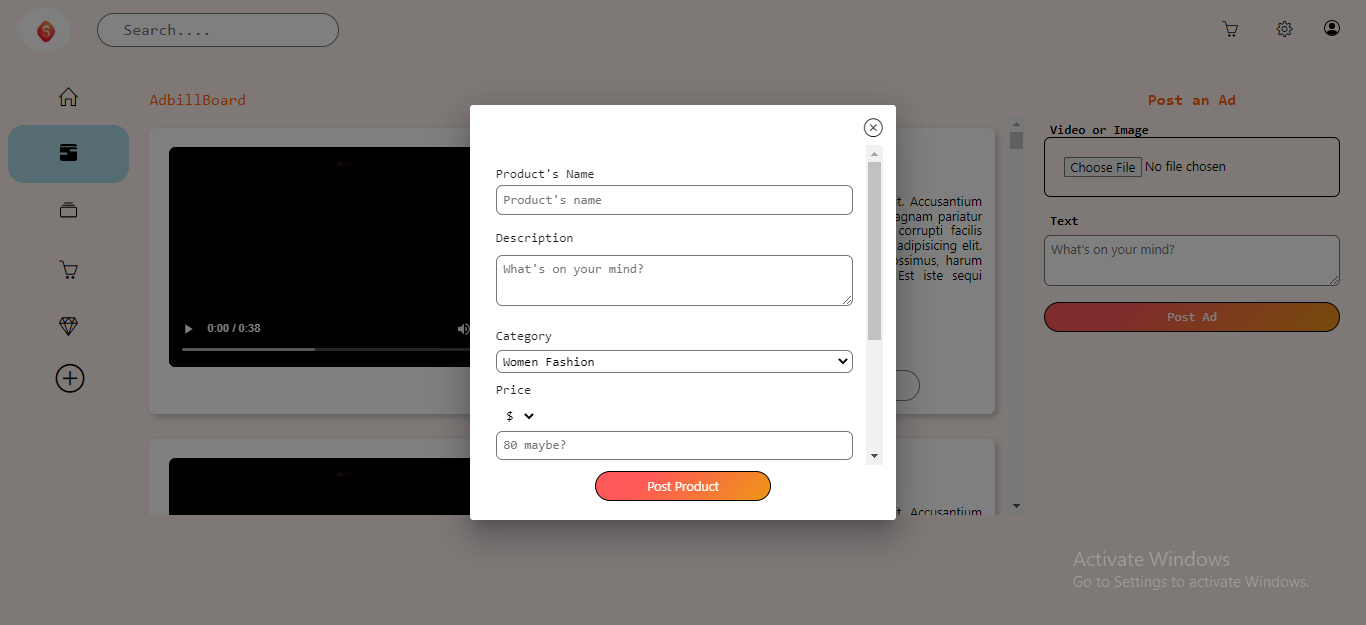 S
Search....
AdbillBoard
Post an Ad
Video or Image
Choose File No file chosen
Text
What's on your mind?
Post Ad
Product's Name
Product's name
Description
What's on your mind?
Category
Women Fashion
Price
$
80 maybe?
Post Product
0:00 / 0:38
t. Accusantium
agnam pariatur
corrupti facilis
adipisicing elit.
ossimus, harum
Est iste sequi
t. Accusantium
Activate Windows
Go to Settings to activate Windows.